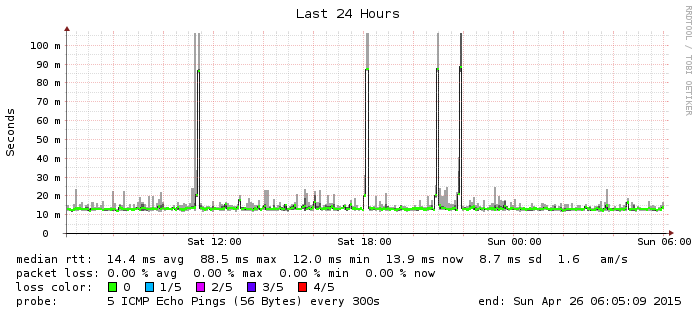 Last 24 Hours
RRDTOOL / TOBI OETIKER
Seconds
100 m
90 m
80 m
70 m
60 m
50 m
40 m
30 m
20 m
10 m
0
Sat 12:00 Sat 18:00 Sun 00:00 Sun 06:00
median rtt: 14.4 ms avg 88.5 ms max 12.0 ms min 13.9 ms now 8.7 ms sd 1.6 am/s
packet loss: 0.00 % avg 0.00 % max 0.00 % min 0.00 % now
loss color: 0 1/5 2/5 3/5 4/5
probe: 5 ICMP Echo Pings (56 Bytes) every 300s end: Sun Apr 26 06:05:09 2015